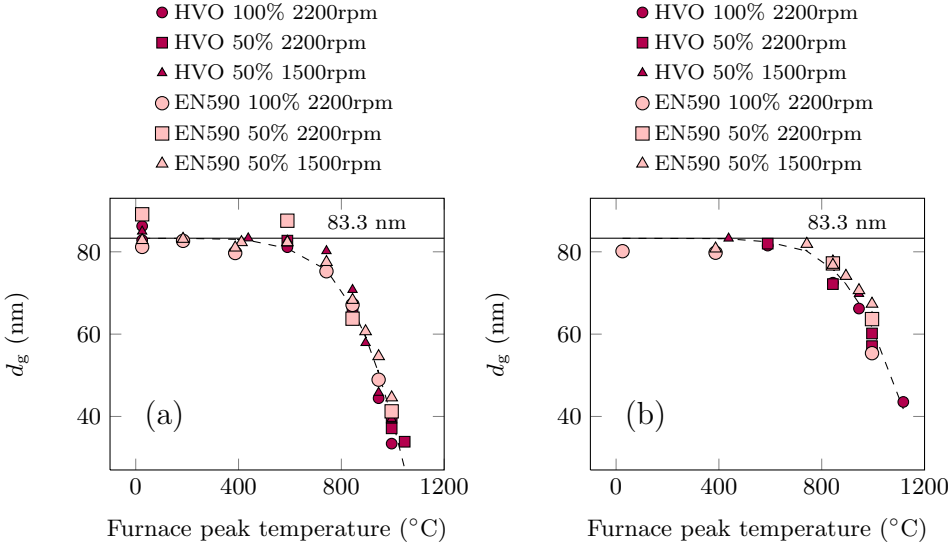 HVO 100% 2200rpm
HVO 50% 2200rpm
HVO 50% 1500rpm
EN590 100% 2200rpm
EN590 50% 2200rpm
EN590 50% 1500rpm
83.3 nm
80
60
40
d_g (nm)
(a)
0 400 800 1200
Furnace peak temperature (°C)
HVO 100% 2200rpm
HVO 50% 2200rpm
HVO 50% 1500rpm
EN590 100% 2200rpm
EN590 50% 2200rpm
EN590 50% 1500rpm
83.3 nm
80
60
40
d_g (nm)
(b)
0 400 800 1200
Furnace peak temperature (°C)